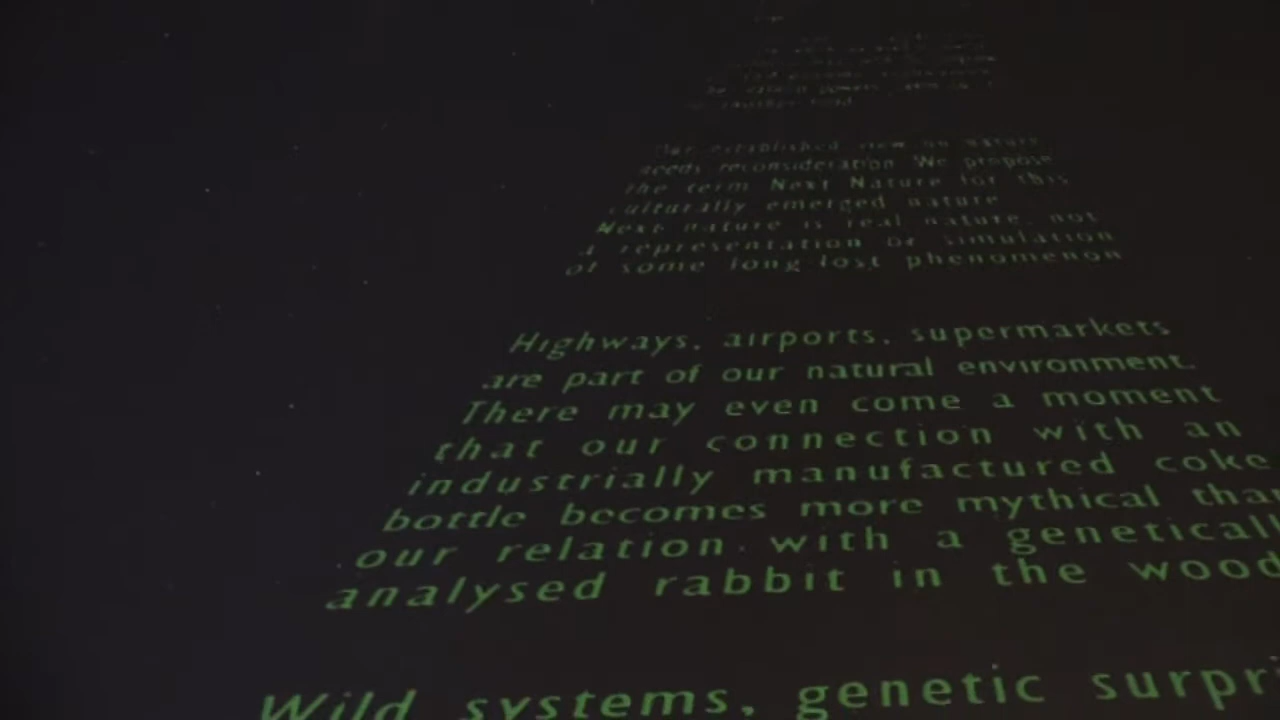 Our established view on nature
needs reconsideration We propose
the term Next Nature for this
culturally emerged nature
Next nature is real nature, not
a representation or simulation
of some long lost phenomenon
Highways, airports, supermarkets
are part of our natural environment.
There may even come a moment
that our connection with an
industrially manufactured coke
bottle becomes more mythical than
our relation with a genetically
analysed rabbit in the wood
Wild systems, genetic surpri